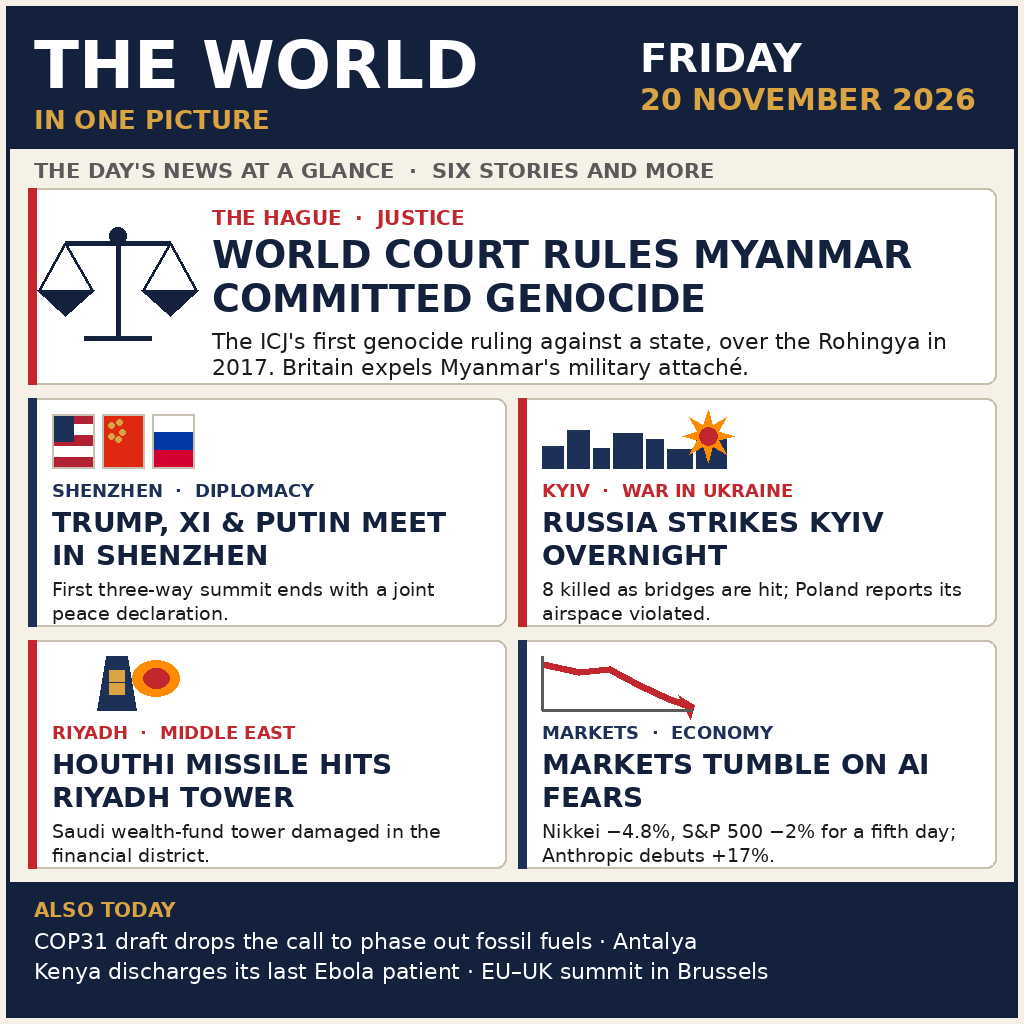 THE WORLD
IN ONE PICTURE
FRIDAY
20 NOVEMBER 2026
THE DAY'S NEWS AT A GLANCE · SIX STORIES AND MORE
THE HAGUE · JUSTICE
WORLD COURT RULES MYANMAR
COMMITTED GENOCIDE
The ICJ's first genocide ruling against a state, over the Rohingya in
2017. Britain expels Myanmar's military attaché.
SHENZHEN · DIPLOMACY
TRUMP, XI & PUTIN MEET
IN SHENZHEN
First three-way summit ends with a joint
peace declaration.
KYIV · WAR IN UKRAINE
RUSSIA STRIKES KYIV
OVERNIGHT
8 killed as bridges are hit; Poland reports its
airspace violated.
RIYADH · MIDDLE EAST
HOUTHI MISSILE HITS
RIYADH TOWER
Saudi wealth-fund tower damaged in the
financial district.
MARKETS · ECONOMY
MARKETS TUMBLE ON AI
FEARS
Nikkei −4.8%, S&P 500 −2% for a fifth day;
Anthropic debuts +17%.
ALSO TODAY
COP31 draft drops the call to phase out fossil fuels · Antalya
Kenya discharges its last Ebola patient · EU–UK summit in Brussels